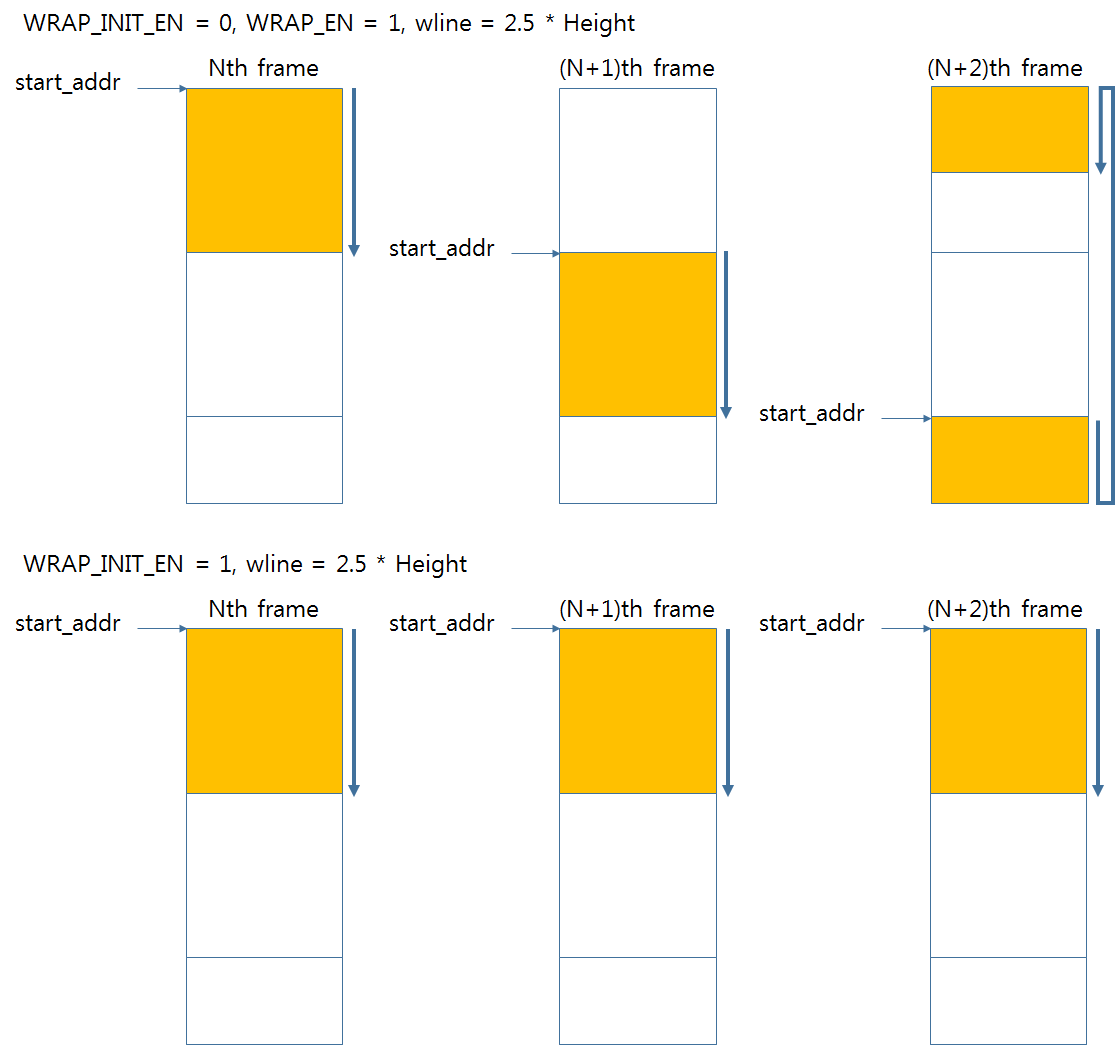 WRAP_INIT_EN = 0, WRAP_EN = 1, wline = 2.5 * Height
Nth frame
(N+1)th frame
(N+2)th frame
start_addr
start_addr
start_addr
WRAP_INIT_EN = 1, wline = 2.5 * Height
Nth frame
(N+1)th frame
(N+2)th frame
start_addr
start_addr
start_addr